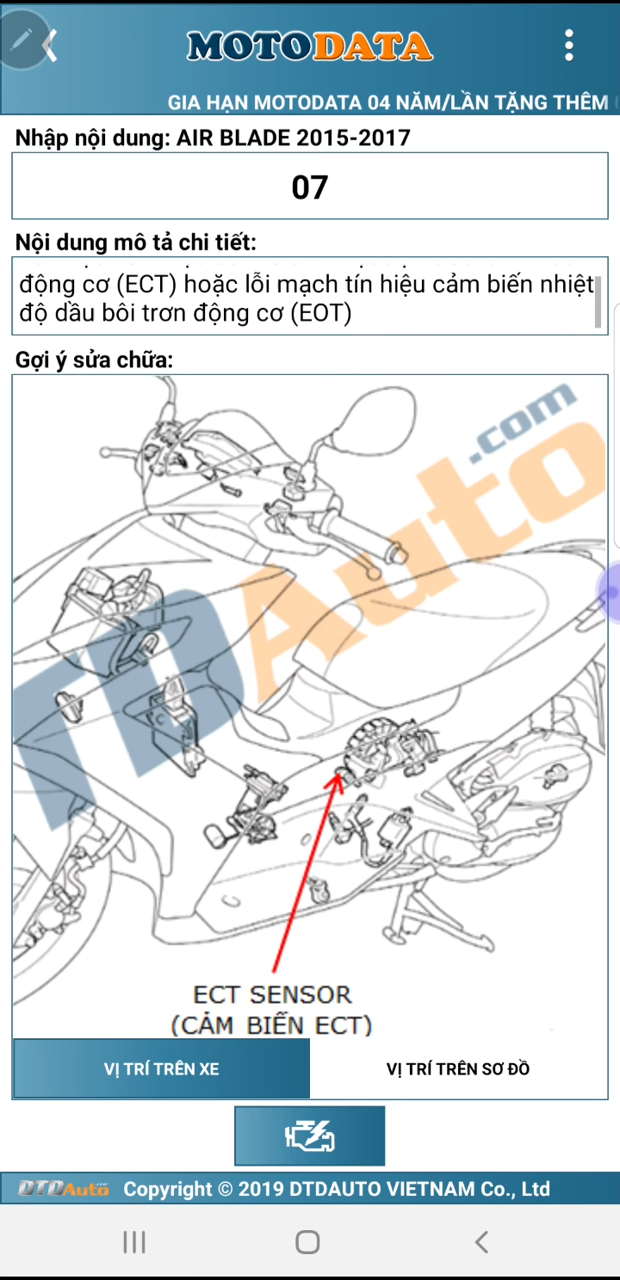 MOTODATA
GIA HẠN MOTODATA 04 NĂM/LẦN TẶNG THÊM
Nhập nội dung: AIR BLADE 2015-2017
07
Nội dung mô tả chi tiết:
động cơ (ECT) hoặc lỗi mạch tín hiệu cảm biến nhiệt
độ dầu bôi trơn động cơ (EOT)
Gợi ý sửa chữa:
TDAuto.com
ECT SENSOR
(CẢM BIẾN ECT)
VỊ TRÍ TRÊN XE
VỊ TRÍ TRÊN SƠ ĐỒ
DTDAuto Copyright © 2019 DTDAUTO VIETNAM Co., Ltd